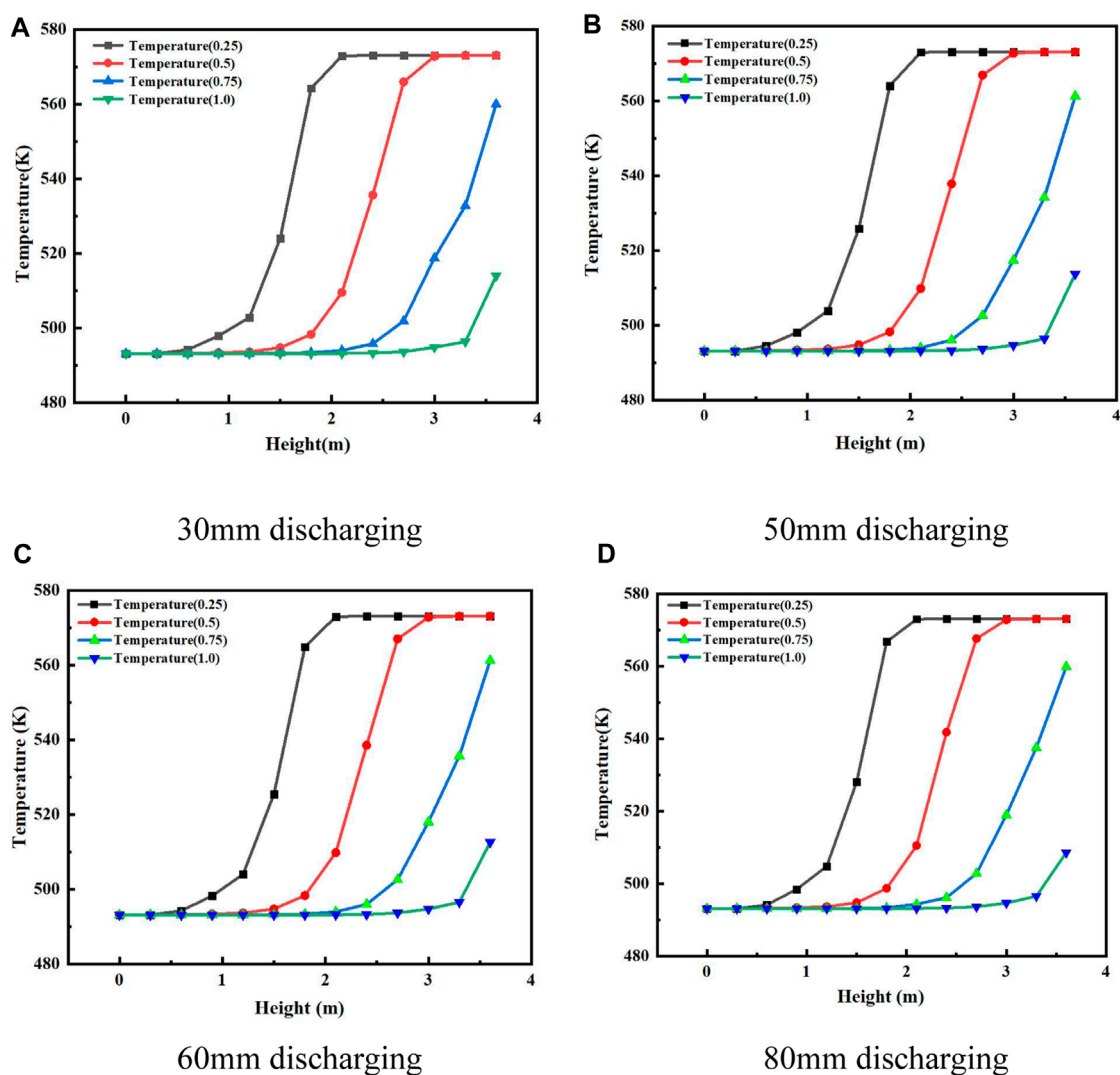 A
Temperature(0.25)
Temperature(0.5)
Temperature(0.75)
Temperature(1.0)
Temperature(K)
580
560
540
520
500
480
0 1 2 3 4
Height(m)
30mm discharging
B
Temperature(0.25)
Temperature(0.5)
Temperature(0.75)
Temperature(1.0)
Temperature (K)
580
560
540
520
500
480
0 1 2 3 4
Height (m)
50mm discharging
C
Temperature(0.25)
Temperature(0.5)
Temperature(0.75)
Temperature(1.0)
Temperature (K)
580
560
540
520
500
480
0 1 2 3 4
Height (m)
60mm discharging
D
Temperature(0.25)
Temperature(0.5)
Temperature(0.75)
Temperature(1.0)
Temperature(K)
580
560
540
520
500
480
0 1 2 3 4
Height (m)
80mm discharging